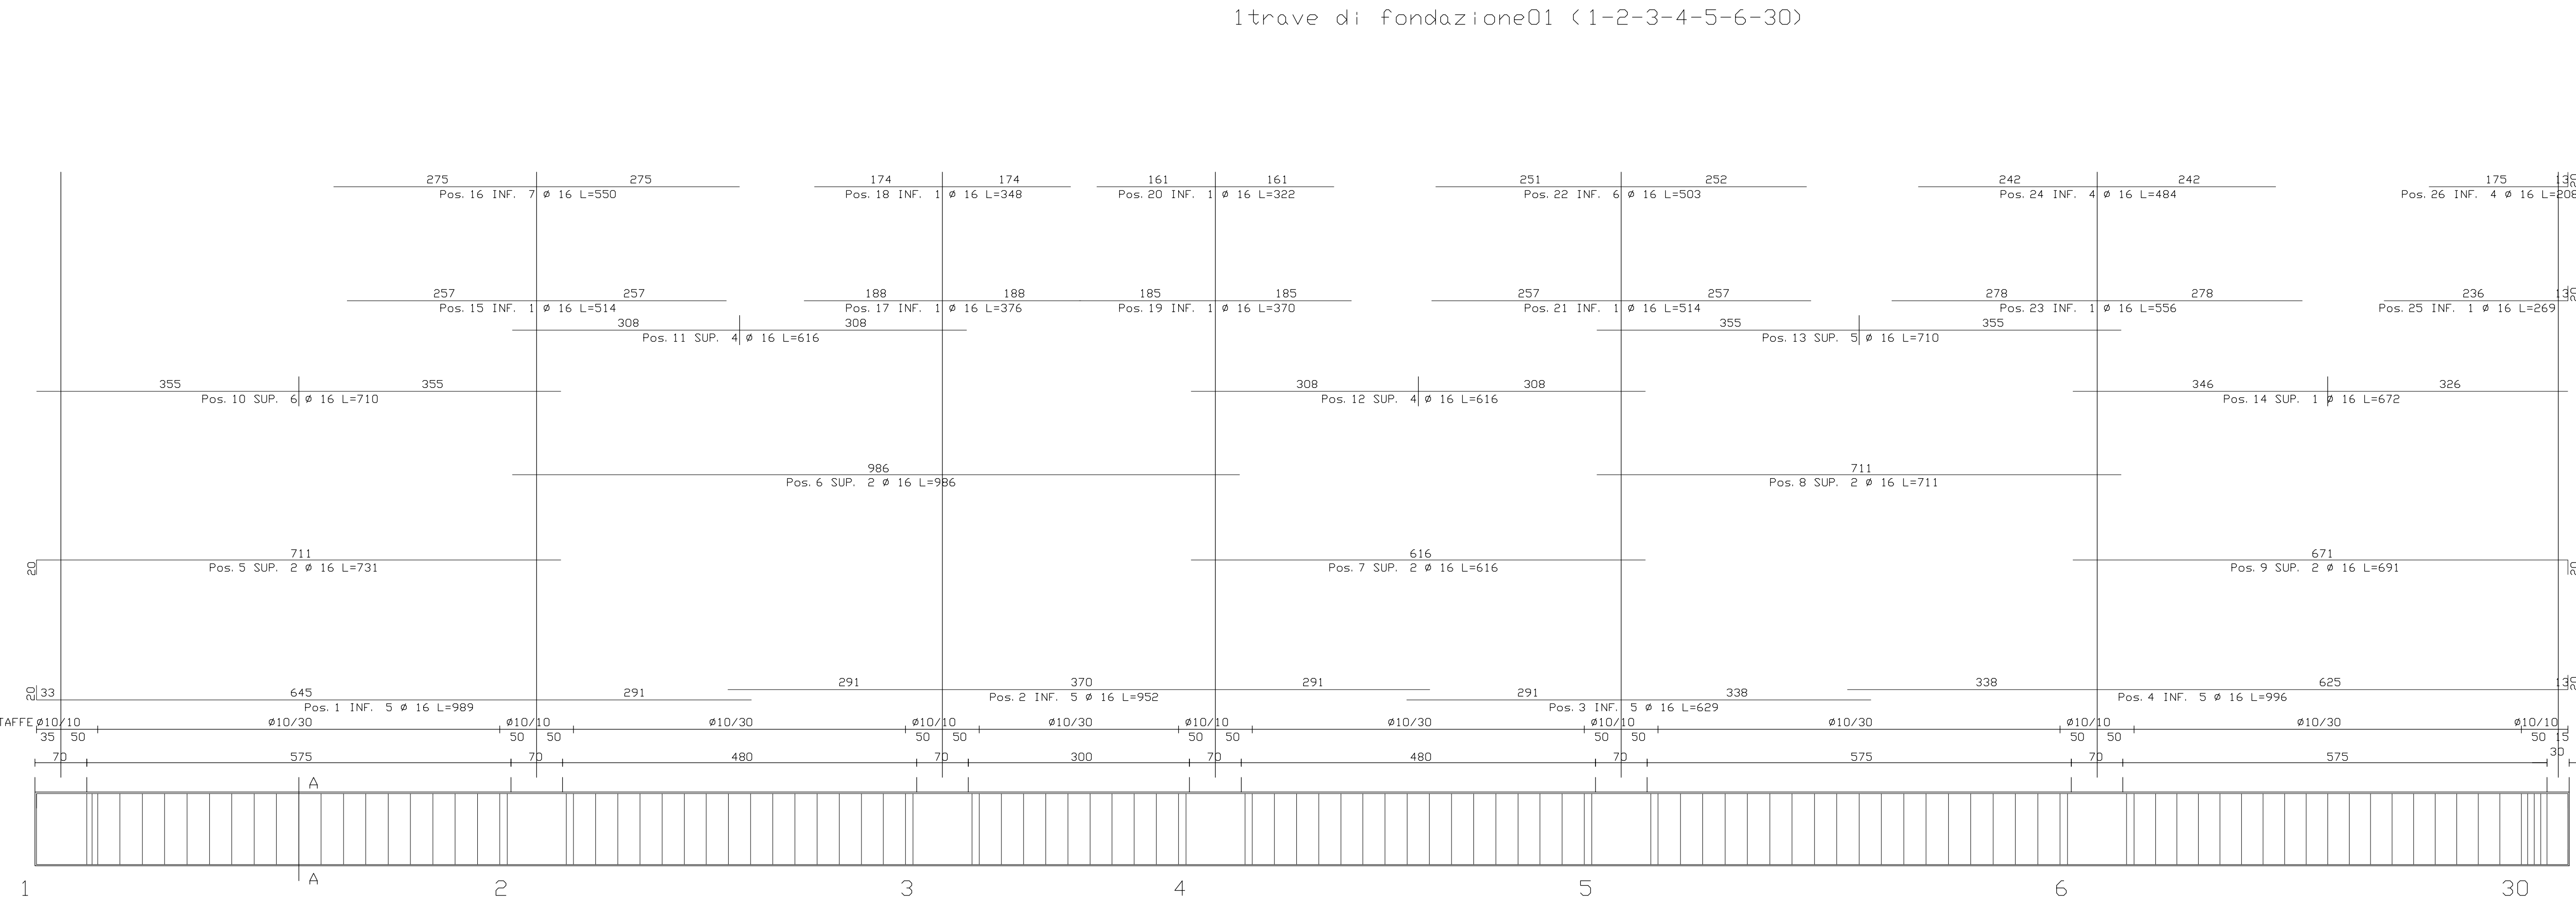 1trave di fondazione01 (1-2-3-4-5-6-30)
275 275 174 174 161 161 251 252 242 242 175 13 20
Pos. 16 INF. 7 ø 16 L=550 Pos. 18 INF. 1 ø 16 L=348 Pos. 20 INF. 1 ø 16 L=322 Pos. 22 INF. 6 ø 16 L=503 Pos. 24 INF. 4 ø 16 L=484 Pos. 26 INF. 4 ø 16 L=208
257 257 188 188 185 185 257 257 278 278 236 13 20
Pos. 15 INF. 1 ø 16 L=514 Pos. 17 INF. 1 ø 16 L=376 Pos. 19 INF. 1 ø 16 L=370 Pos. 21 INF. 1 ø 16 L=514 Pos. 23 INF. 1 ø 16 L=556 Pos. 25 INF. 1 ø 16 L=269
308 308 355 355
Pos. 11 SUP. 4 ø 16 L=616 Pos. 13 SUP. 5 ø 16 L=710
355 355 308 308 346 326
Pos. 10 SUP. 6 ø 16 L=710 Pos. 12 SUP. 4 ø 16 L=616 Pos. 14 SUP. 1 ø 16 L=672
986 711
Pos. 6 SUP. 2 ø 16 L=986 Pos. 8 SUP. 2 ø 16 L=711
711 616 671
20 Pos. 5 SUP. 2 ø 16 L=731 Pos. 7 SUP. 2 ø 16 L=616 Pos. 9 SUP. 2 ø 16 L=691 20
291 370 291 338 625 13 20
20 33 645 291 Pos. 2 INF. 5 ø 16 L=952 291 338 Pos. 4 INF. 5 ø 16 L=996
Pos. 1 INF. 5 ø 16 L=989 Pos. 3 INF. 5 ø 16 L=629
TAFFE ø10/10 ø10/30 ø10/10 ø10/30 ø10/10 ø10/30 ø10/10 ø10/30 ø10/10 ø10/30 ø10/10 ø10/30 ø10/10
35 50 50 50 50 50 50 50 50 50 50 50 50 15
70 575 70 480 70 300 70 480 70 575 70 575 30
A
A
1 2 3 4 5 6 30